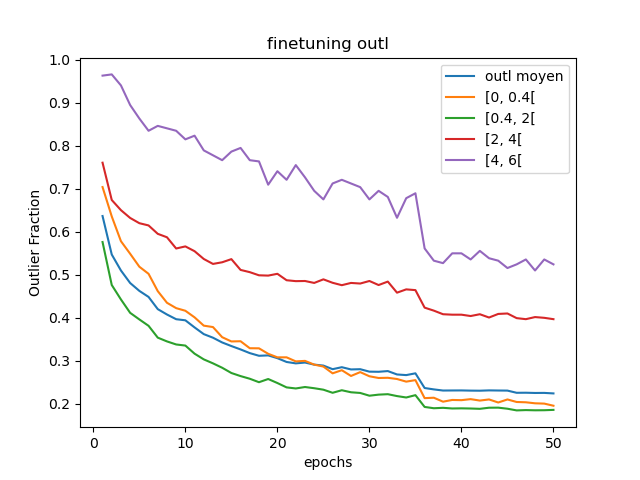 finetuning outl
Outlier Fraction
1.0
0.9
0.8
0.7
0.6
0.5
0.4
0.3
0.2
outl moyen
[0, 0.4[
[0.4, 2[
[2, 4[
[4, 6[
0 10 20 30 40 50
epochs